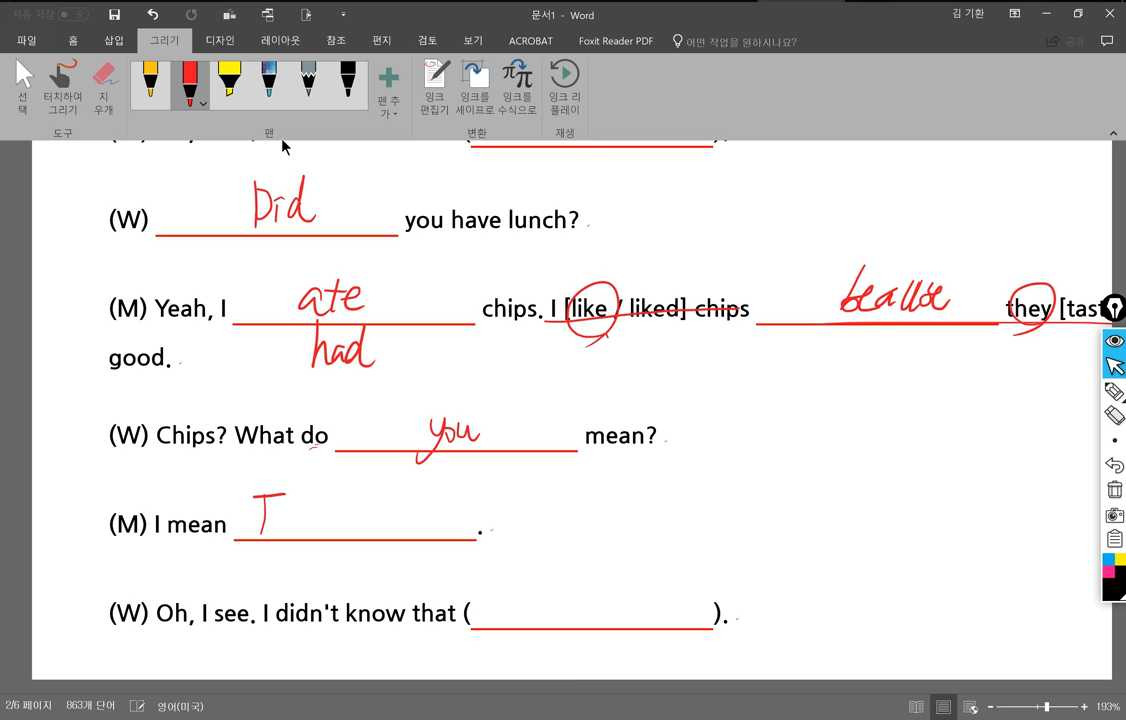 자동 저장
문서1 - Word
김 기환
파일 홈 삽입 그리기 디자인 레이아웃 참조 편지 검토 보기 ACROBAT Foxit Reader PDF 어떤 작업을 원하시나요? 공유
선택 터치하여 그리기 지우개 펜 추가 잉크 편집기 잉크를 셰이프로 잉크를 수식으로 잉크 리플레이
도구 펜 변환 재생
(W) Did you have lunch?
(M) Yeah, I ate chips. I [like / liked] chips they [tast
had
good.
(W) Chips? What do you mean?
(M) I mean .
(W) Oh, I see. I didn't know that ( ).
2/6 페이지 863개 단어 영어(미국) 193%